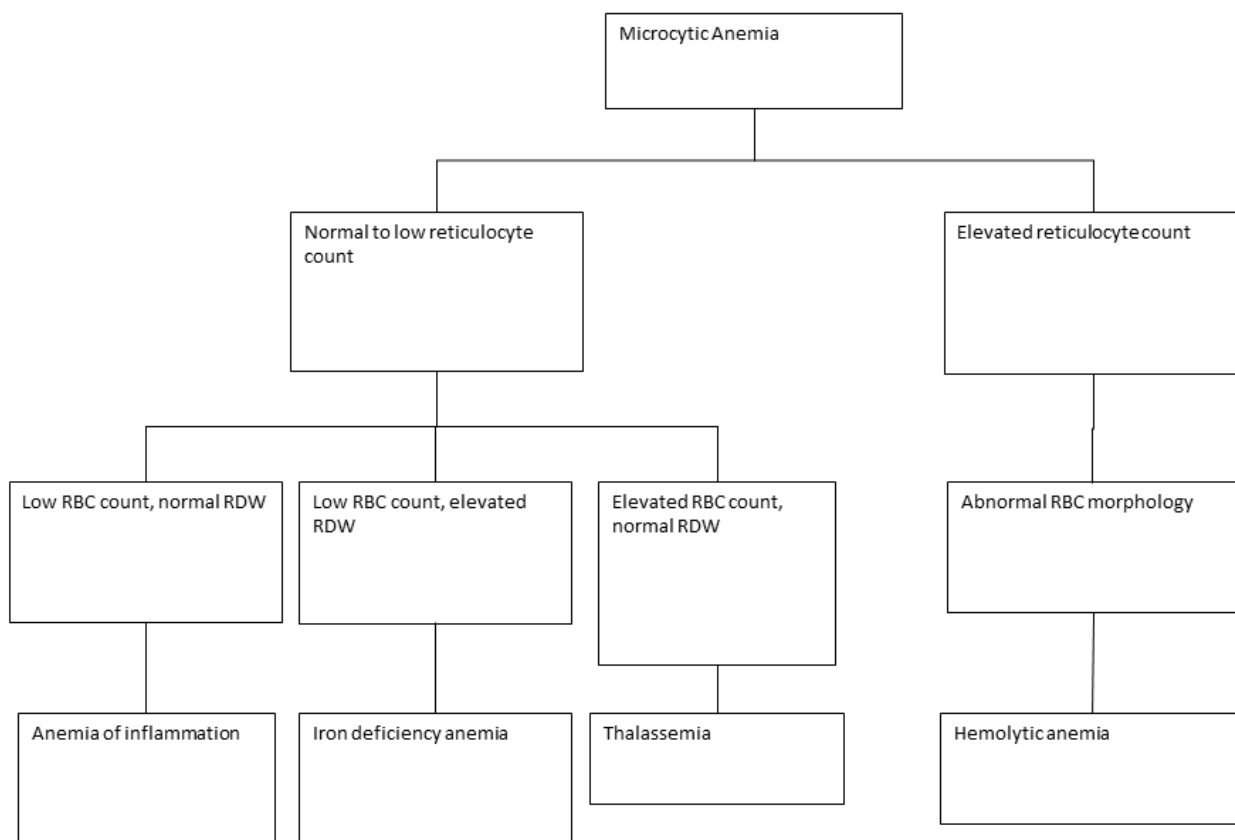 Microcytic Anemia
Normal to low reticulocyte
count
Elevated reticulocyte count
Low RBC count, normal RDW
Low RBC count, elevated
RDW
Elevated RBC count,
normal RDW
Abnormal RBC morphology
Anemia of inflammation
Iron deficiency anemia
Thalassemia
Hemolytic anemia